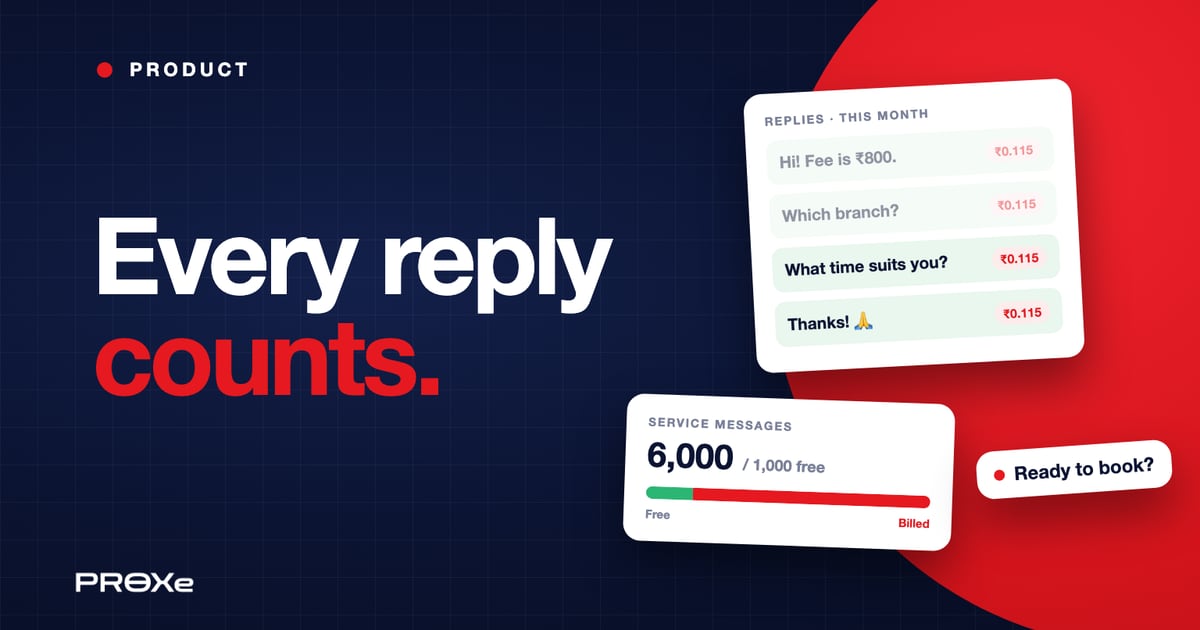 PRODUCT
Every reply
counts.
REPLIES · THIS MONTH
Hi! Fee is ₹800. ₹0.115
Which branch? ₹0.115
What time suits you? ₹0.115
Thanks! 🙏 ₹0.115
SERVICE MESSAGES
6,000 / 1,000 free
Free Billed
Ready to book?
PROXe